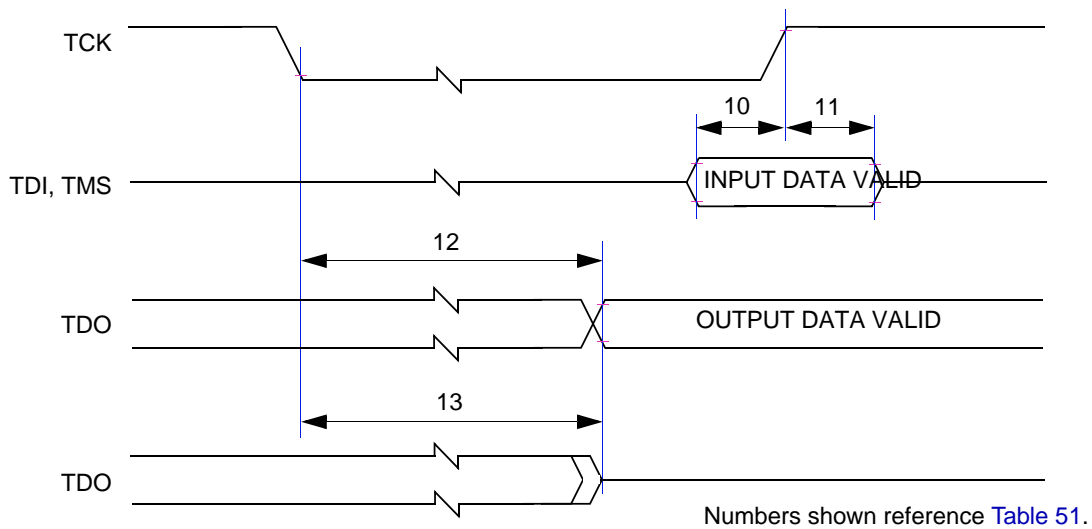 TCK
10
11
TDI, TMS
INPUT DATA VALID
12
TDO
OUTPUT DATA VALID
13
TDO
Numbers shown reference Table 51.